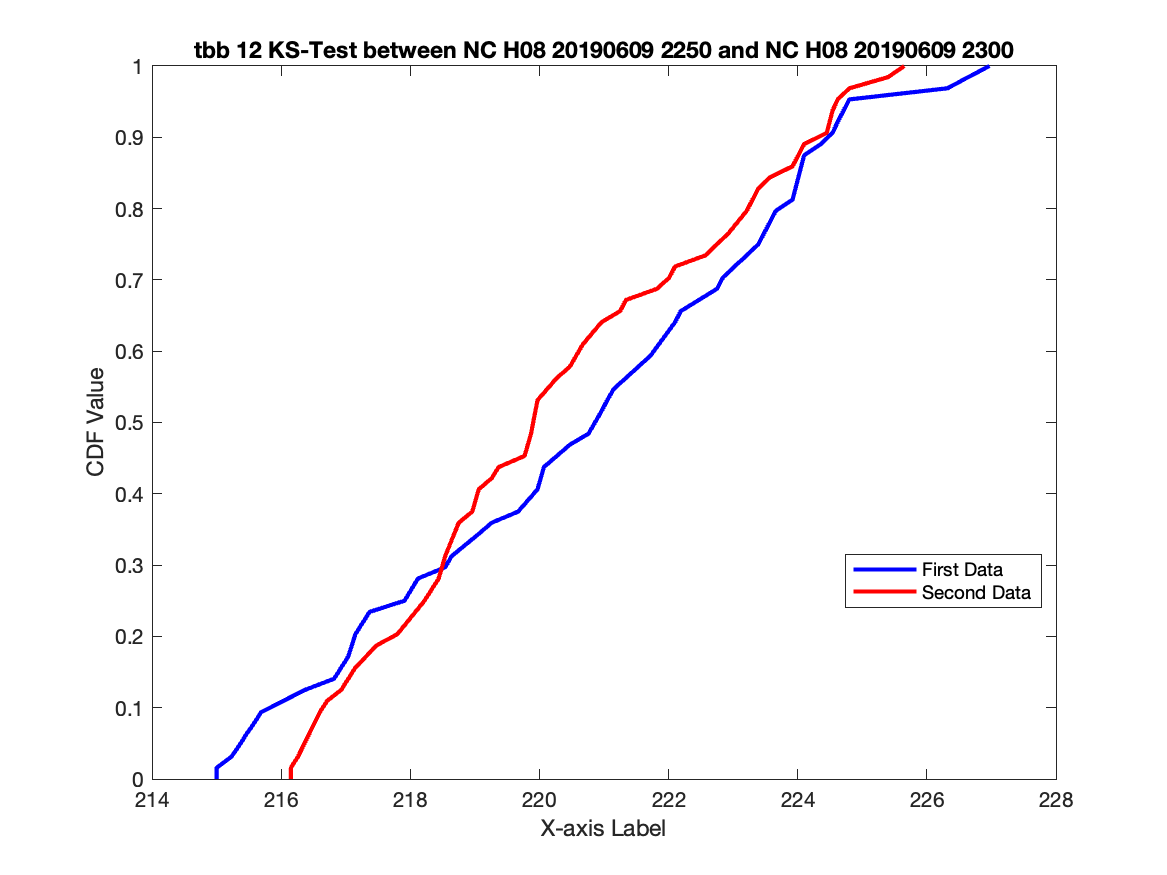 tbb 12 KS-Test between NC H08 20190609 2250 and NC H08 20190609 2300
1
0.9
0.8
0.7
0.6
0.5
0.4
0.3
0.2
0.1
0
CDF Value
First Data
Second Data
214 216 218 220 222 224 226 228
X-axis Label